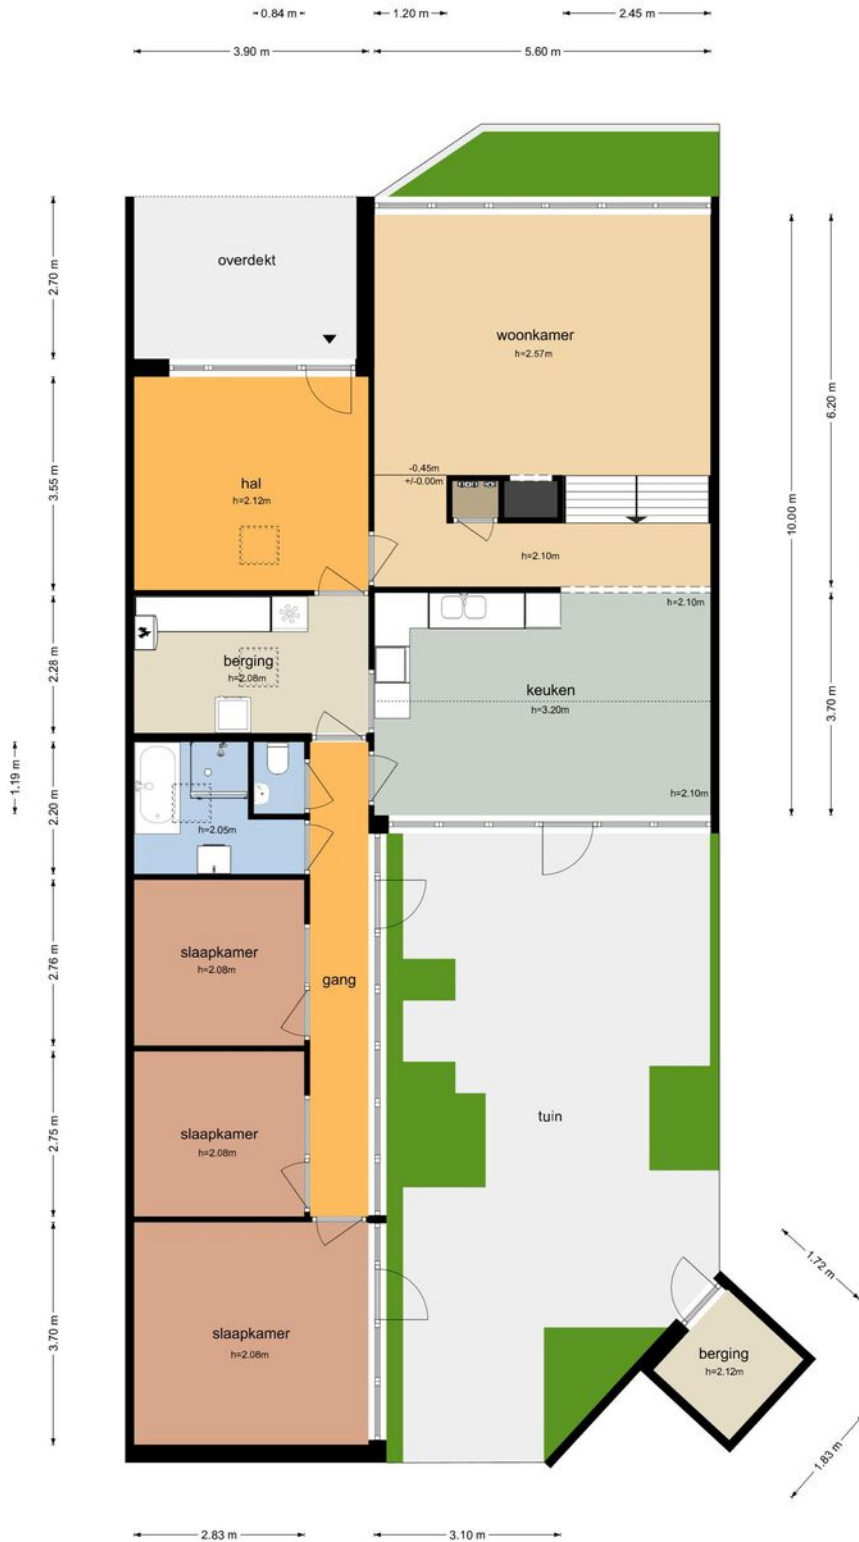 0.84 m
1.20 m
2.45 m
3.90 m
5.60 m
overdekt
2.70 m
woonkamer
h=2.57m
6.20 m
-0.45m
+/-0.00m
hal
h=2.12m
3.55 m
10.00 m
h=2.10m
h=2.10m
berging
h=2.08m
2.28 m
keuken
h=3.20m
3.70 m
h=2.10m
1.19 m
2.20 m
h=2.05m
slaapkamer
h=2.08m
2.76 m
gang
slaapkamer
h=2.08m
2.75 m
tuin
slaapkamer
h=2.08m
3.70 m
1.72 m
berging
h=2.12m
1.83 m
2.83 m
3.10 m